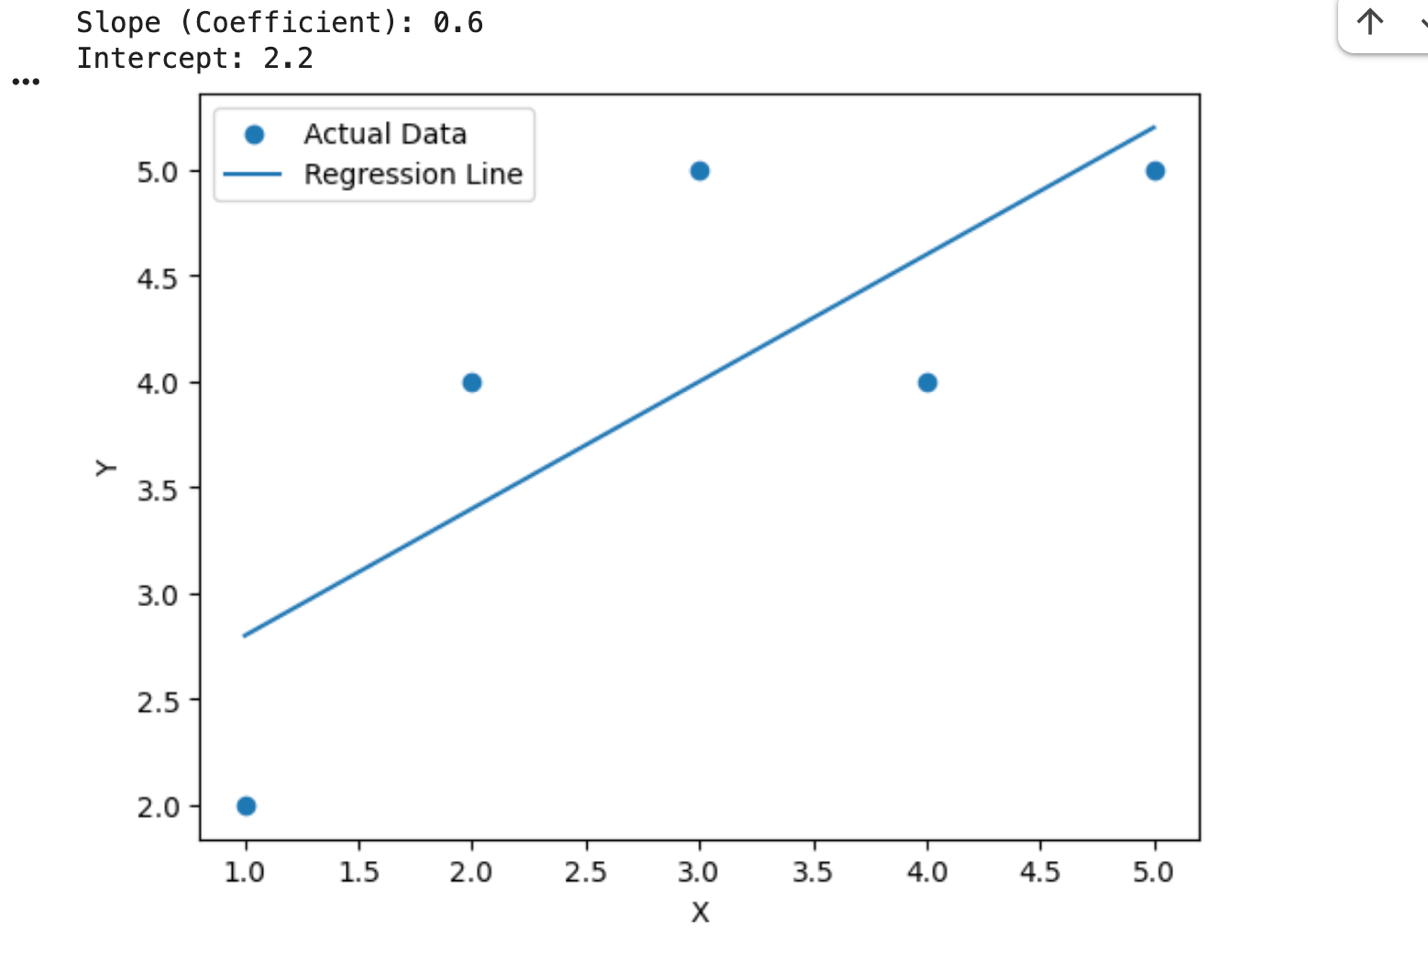 Slope (Coefficient): 0.6
Intercept: 2.2
...
Actual Data
Regression Line
5.0
4.5
4.0
3.5
3.0
2.5
2.0
Y
1.0 1.5 2.0 2.5 3.0 3.5 4.0 4.5 5.0
X